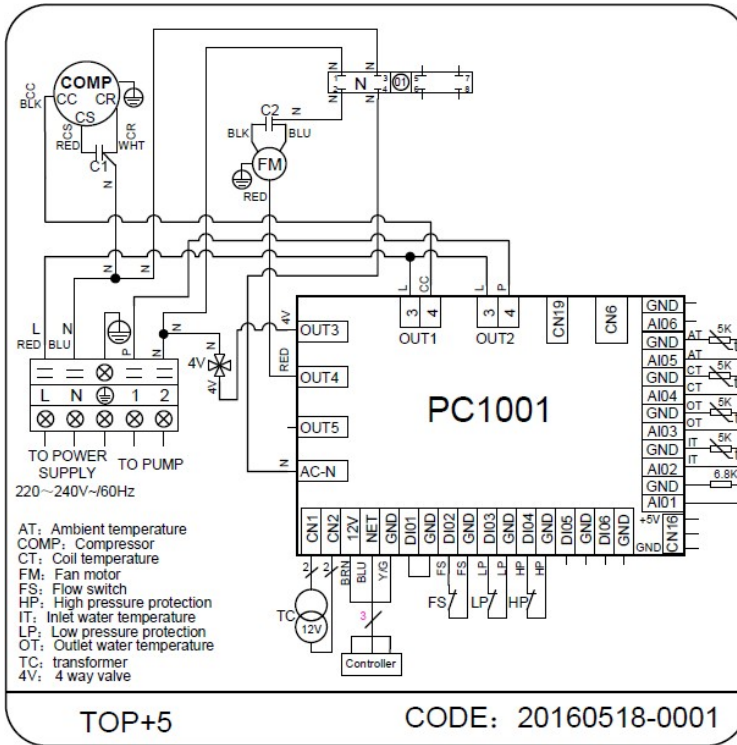 COMP
CC CR
CS
CC
BLK
CS
RED
CR
WHT
C1
N
N
N
N
N
N
N
1 N 3 01 5 7
2 4 6 8
N
N
C2
N
BLK BLU
FM
RED
L
RED
N
BLU
P
N
N
4V
4V
L N 1 2
TO POWER
SUPPLY
TO PUMP
220~240V~/60Hz
4V
RED
N
L
CC
L
P
3 4
OUT1
3 4
OUT2
CN19
CN6
OUT3
OUT4
OUT5
AC-N
PC1001
GND
AI06
GND
AI05
GND
AI04
GND
AI03
GND
AI02
GND
AI01
+5V
GND
CN16
AT
AT
CT
CT
OT
OT
IT
IT
5K
5K
5K
5K
6.8K
CN1
CN2
12V
NET
GND
DI01
GND
DI02
GND
DI03
GND
DI04
GND
DI05
GND
DI06
GND
2
2
BRN
BLU
Y/G
FS
FS
LP
LP
HP
HP
TC
12V
3
Controller
FS
LP
HP
AT: Ambient temperature
COMP: Compressor
CT: Coil temperature
FM: Fan motor
FS: Flow switch
HP: High pressure protection
IT: Inlet water temperature
LP: Low pressure protection
OT: Outlet water temperature
TC: transformer
4V: 4 way valve
TOP+5
CODE: 20160518-0001